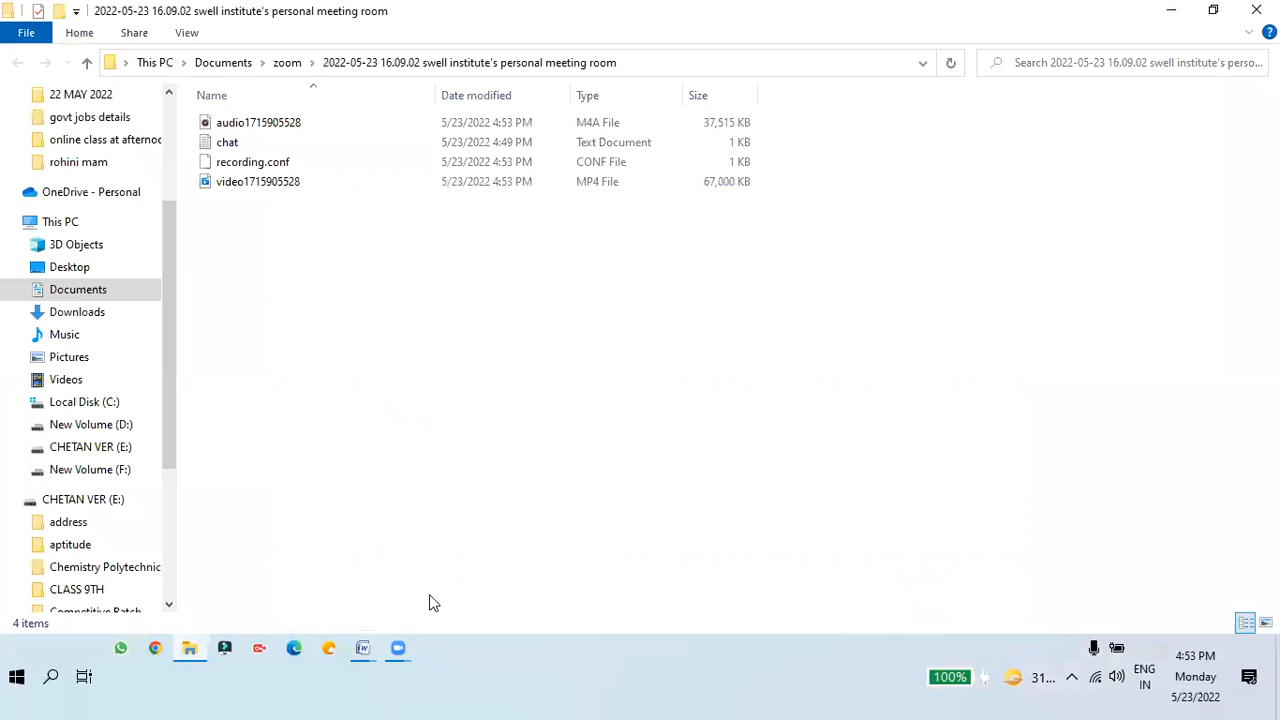 2022-05-23 16.09.02 swell institute's personal meeting room
File Home Share View
This PC Documents zoom 2022-05-23 16.09.02 swell institute's personal meeting room Search 2022-05-23 16.09.02 swell institute's perso...
Name Date modified Type Size
audio1715905528 5/23/2022 4:53 PM M4A File 37,515 KB
chat 5/23/2022 4:49 PM Text Document 1 KB
recording.conf 5/23/2022 4:53 PM CONF File 1 KB
video1715905528 5/23/2022 4:53 PM MP4 File 67,000 KB
22 MAY 2022
govt jobs details
online class at afternoo
rohini mam
OneDrive - Personal
This PC
3D Objects
Desktop
Documents
Downloads
Music
Pictures
Videos
Local Disk (C:)
New Volume (D:)
CHETAN VER (E:)
New Volume (F:)
CHETAN VER (E:)
address
aptitude
Chemistry Polytechnic
CLASS 9TH
Competitive Batch
4 items
100%
31...
ENG
IN
4:53 PM
Monday
5/23/2022